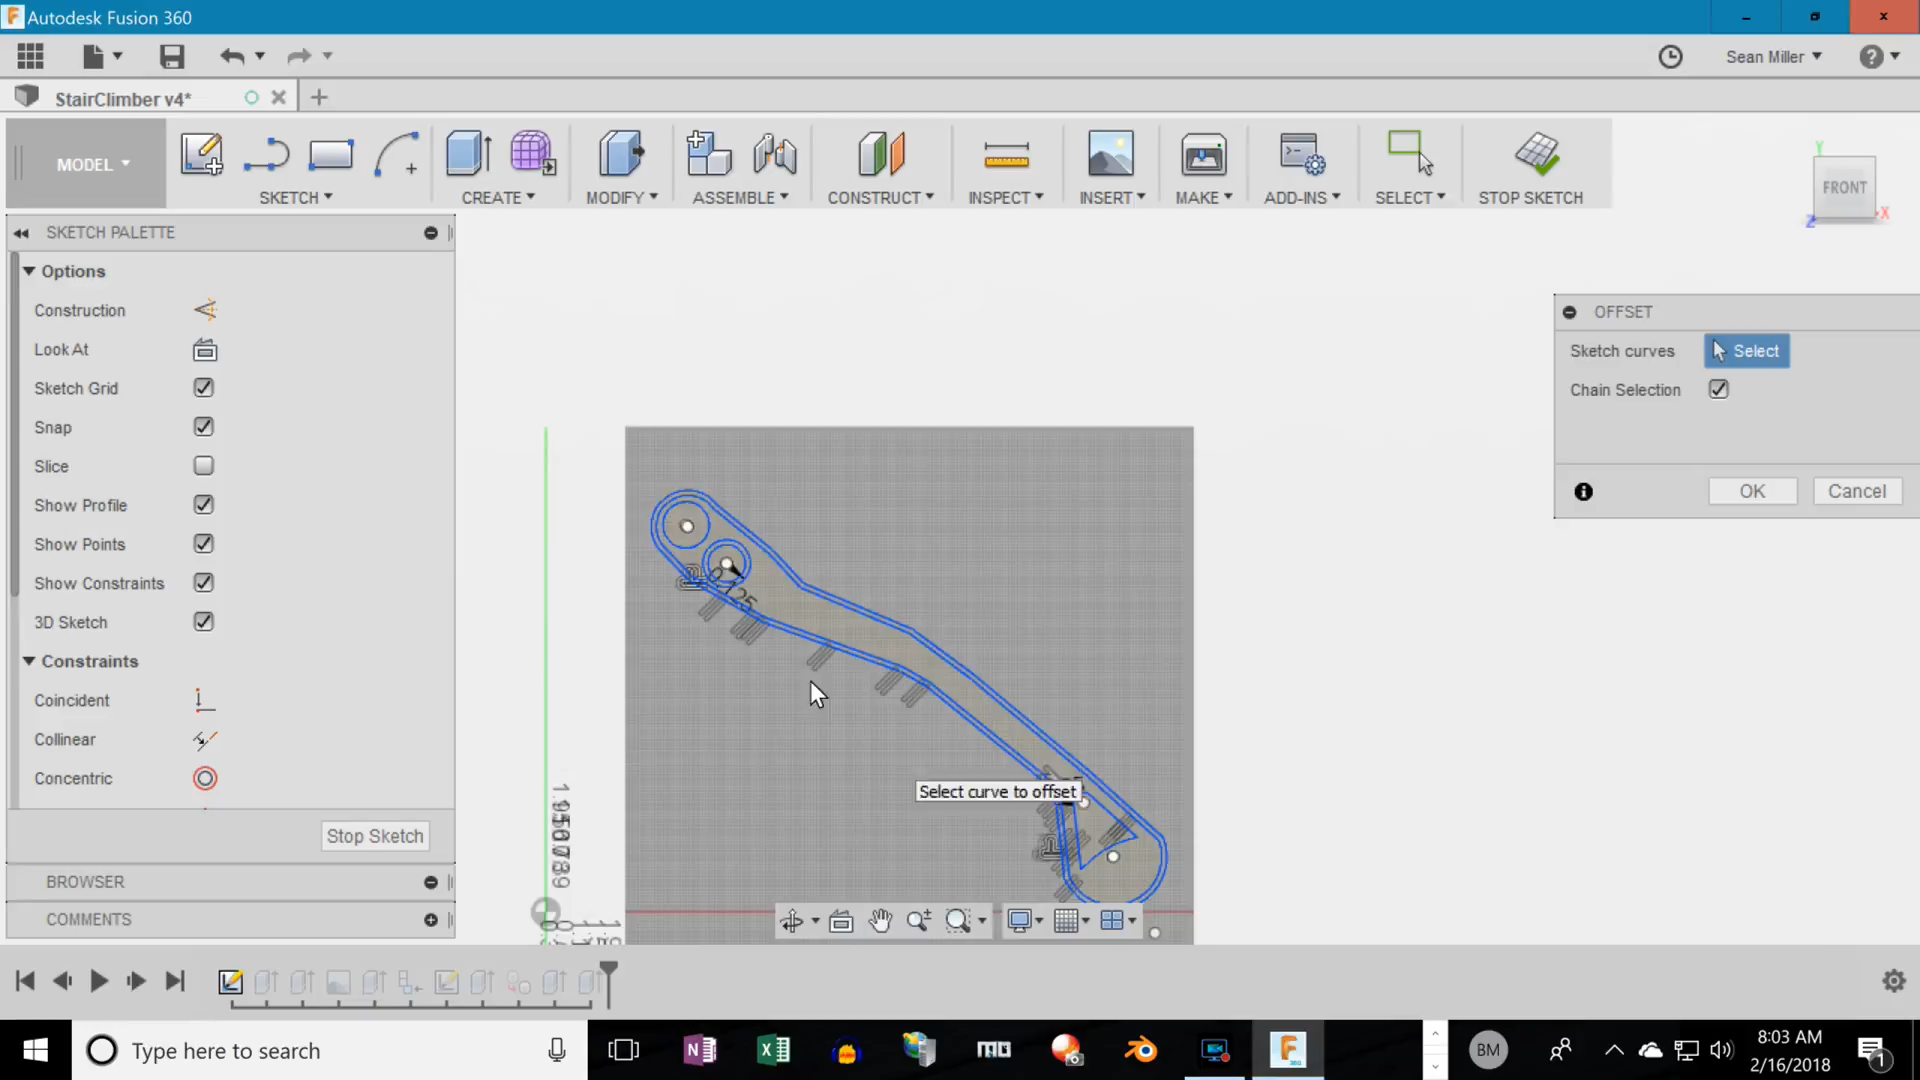 Autodesk Fusion 360
Sean Miller
StairClimber v4*
MODEL
SKETCH
CREATE
MODIFY
ASSEMBLE
CONSTRUCT
INSPECT
INSERT
MAKE
ADD-INS
SELECT
STOP SKETCH
FRONT
Y
X
Z
SKETCH PALETTE
Options
Construction
Look At
Sketch Grid
Snap
Slice
Show Profile
Show Points
Show Constraints
3D Sketch
Constraints
Coincident
Collinear
Concentric
Stop Sketch
BROWSER
COMMENTS
OFFSET
Sketch curves
Select
Chain Selection
OK
Cancel
Select curve to offset
Type here to search
BM
8:03 AM
2/16/2018
1